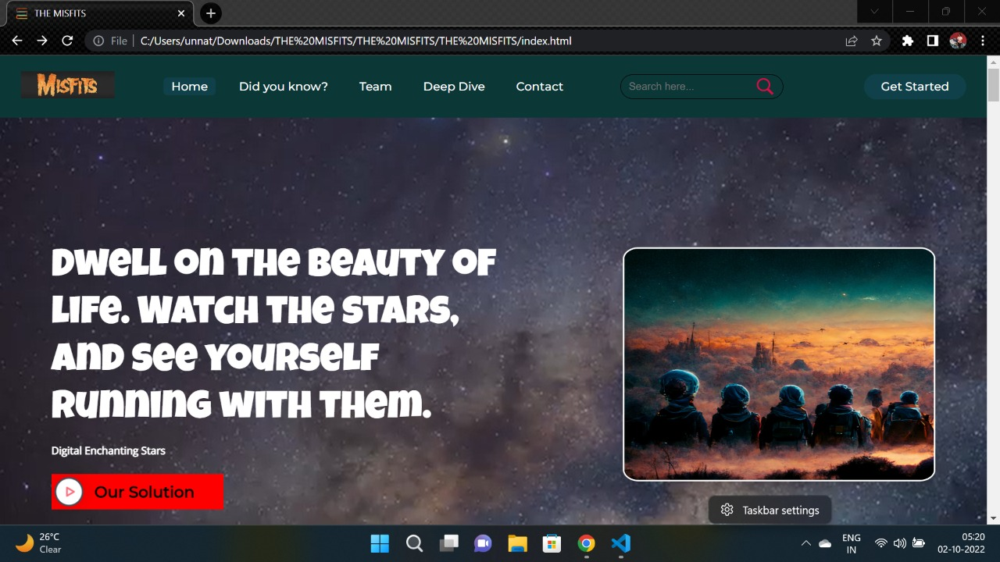 THE MISFITS
File
C:/Users/unnat/Downloads/THE%20MISFITS/THE%20MISFITS/THE%20MISFITS/index.html
MISFITS
Home
Did you know?
Team
Deep Dive
Contact
Search here...
Get Started
Dwell on the beauty of
life. Watch the stars,
and see yourself
running with them.
Digital Enchanting Stars
Our Solution
Taskbar settings
26°C
Clear
ENG
IN
05:20
02-10-2022